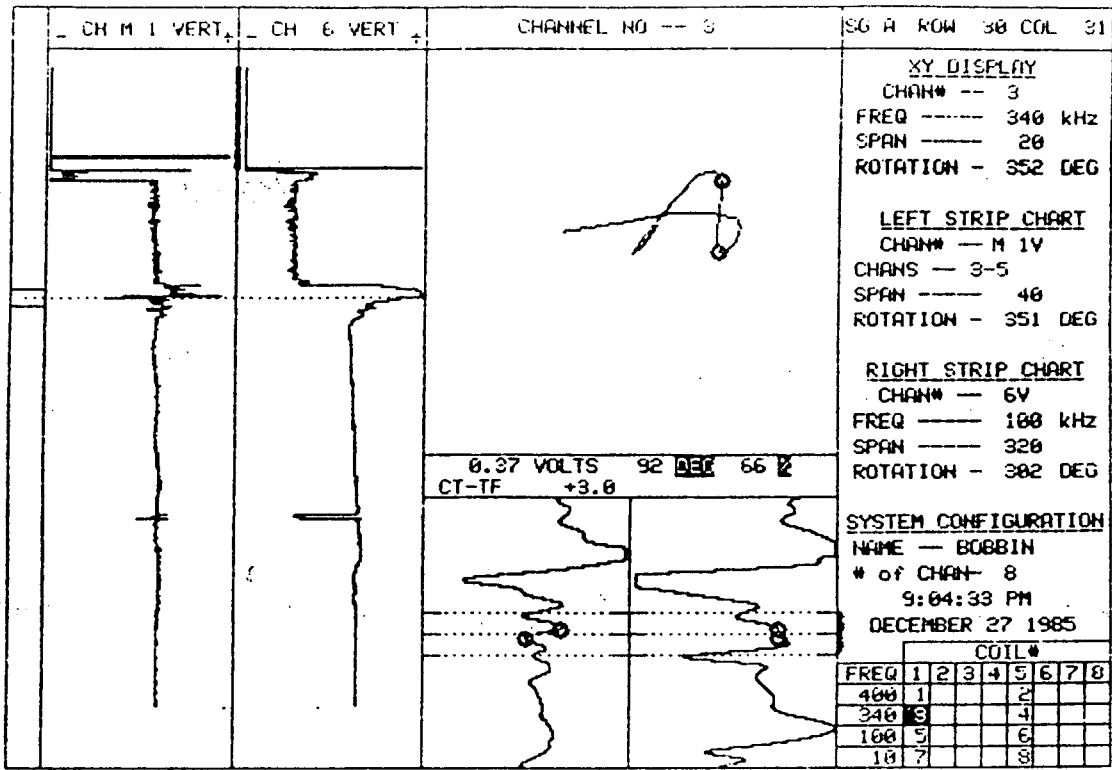 _ CH M 1 VERT + _ CH 6 VERT + CHANNEL NO -- 3 SG A ROW 30 COL 31
XY DISPLAY
CHAN# -- 3
FREQ ------ 340 kHz
SPAN ------ 20
ROTATION - 352 DEG
LEFT STRIP CHART
CHAN# -- M 1V
CHANS -- 3-5
SPAN ----- 40
ROTATION - 351 DEG
RIGHT STRIP CHART
CHAN# -- 6V
FREQ ----- 100 kHz
SPAN ----- 320
ROTATION - 302 DEG
0.37 VOLTS 92 DEG 66 %
CT-TF +3.0
SYSTEM CONFIGURATION
NAME -- BOBBIN
# of CHAN- 8
9:04:33 PM
DECEMBER 27 1985
COIL#
FREQ 1 2 3 4 5 6 7 8
400 1 2
340 3 4
100 5 6
10 7 8